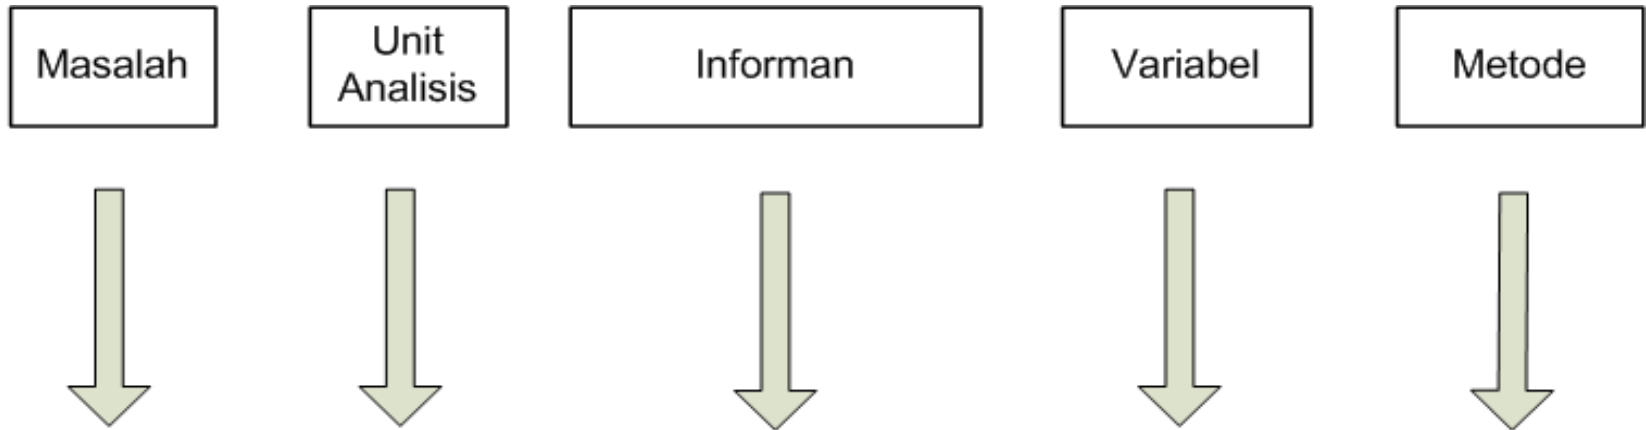 Masalah
Unit
Analisis
Informan
Variabel
Metode